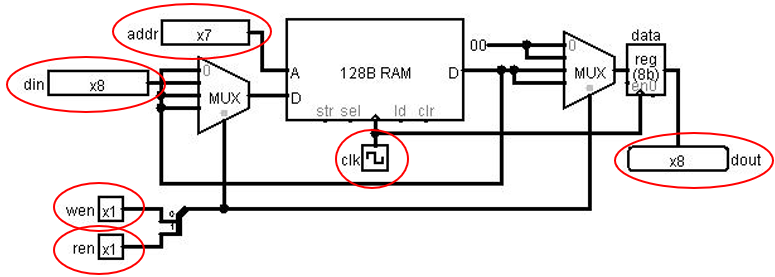 addr x7
din x8
0
MUX
A
D
128B RAM
D
str sel ld clr
clk
00
0
MUX
data
reg
(8b)
en0
x8 dout
wen x1
0
1
ren x1